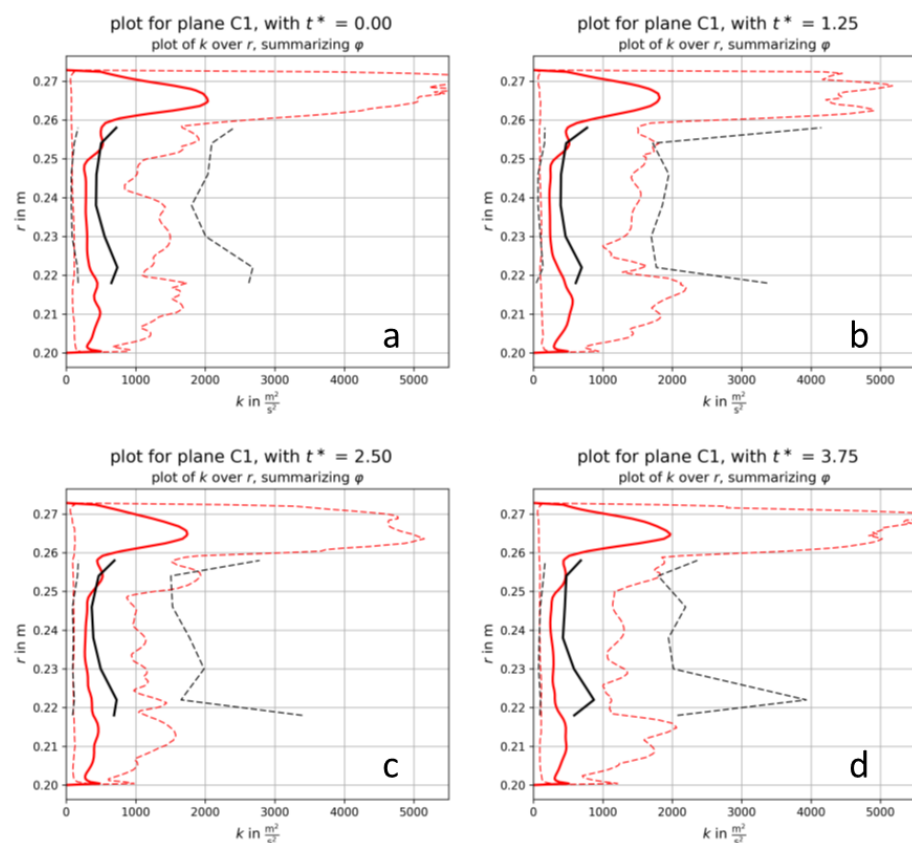 plot for plane C1, with t* = 0.00
plot of k over r, summarizing φ
r in m
0.27
0.26
0.25
0.24
0.23
0.22
0.21
0.20
a
0 1000 2000 3000 4000 5000
k in m²/s²
plot for plane C1, with t* = 1.25
plot of k over r, summarizing φ
r in m
0.27
0.26
0.25
0.24
0.23
0.22
0.21
0.20
b
0 1000 2000 3000 4000 5000
k in m²/s²
plot for plane C1, with t* = 2.50
plot of k over r, summarizing φ
r in m
0.27
0.26
0.25
0.24
0.23
0.22
0.21
0.20
c
0 1000 2000 3000 4000 5000
k in m²/s²
plot for plane C1, with t* = 3.75
plot of k over r, summarizing φ
r in m
0.27
0.26
0.25
0.24
0.23
0.22
0.21
0.20
d
0 1000 2000 3000 4000 5000
k in m²/s²